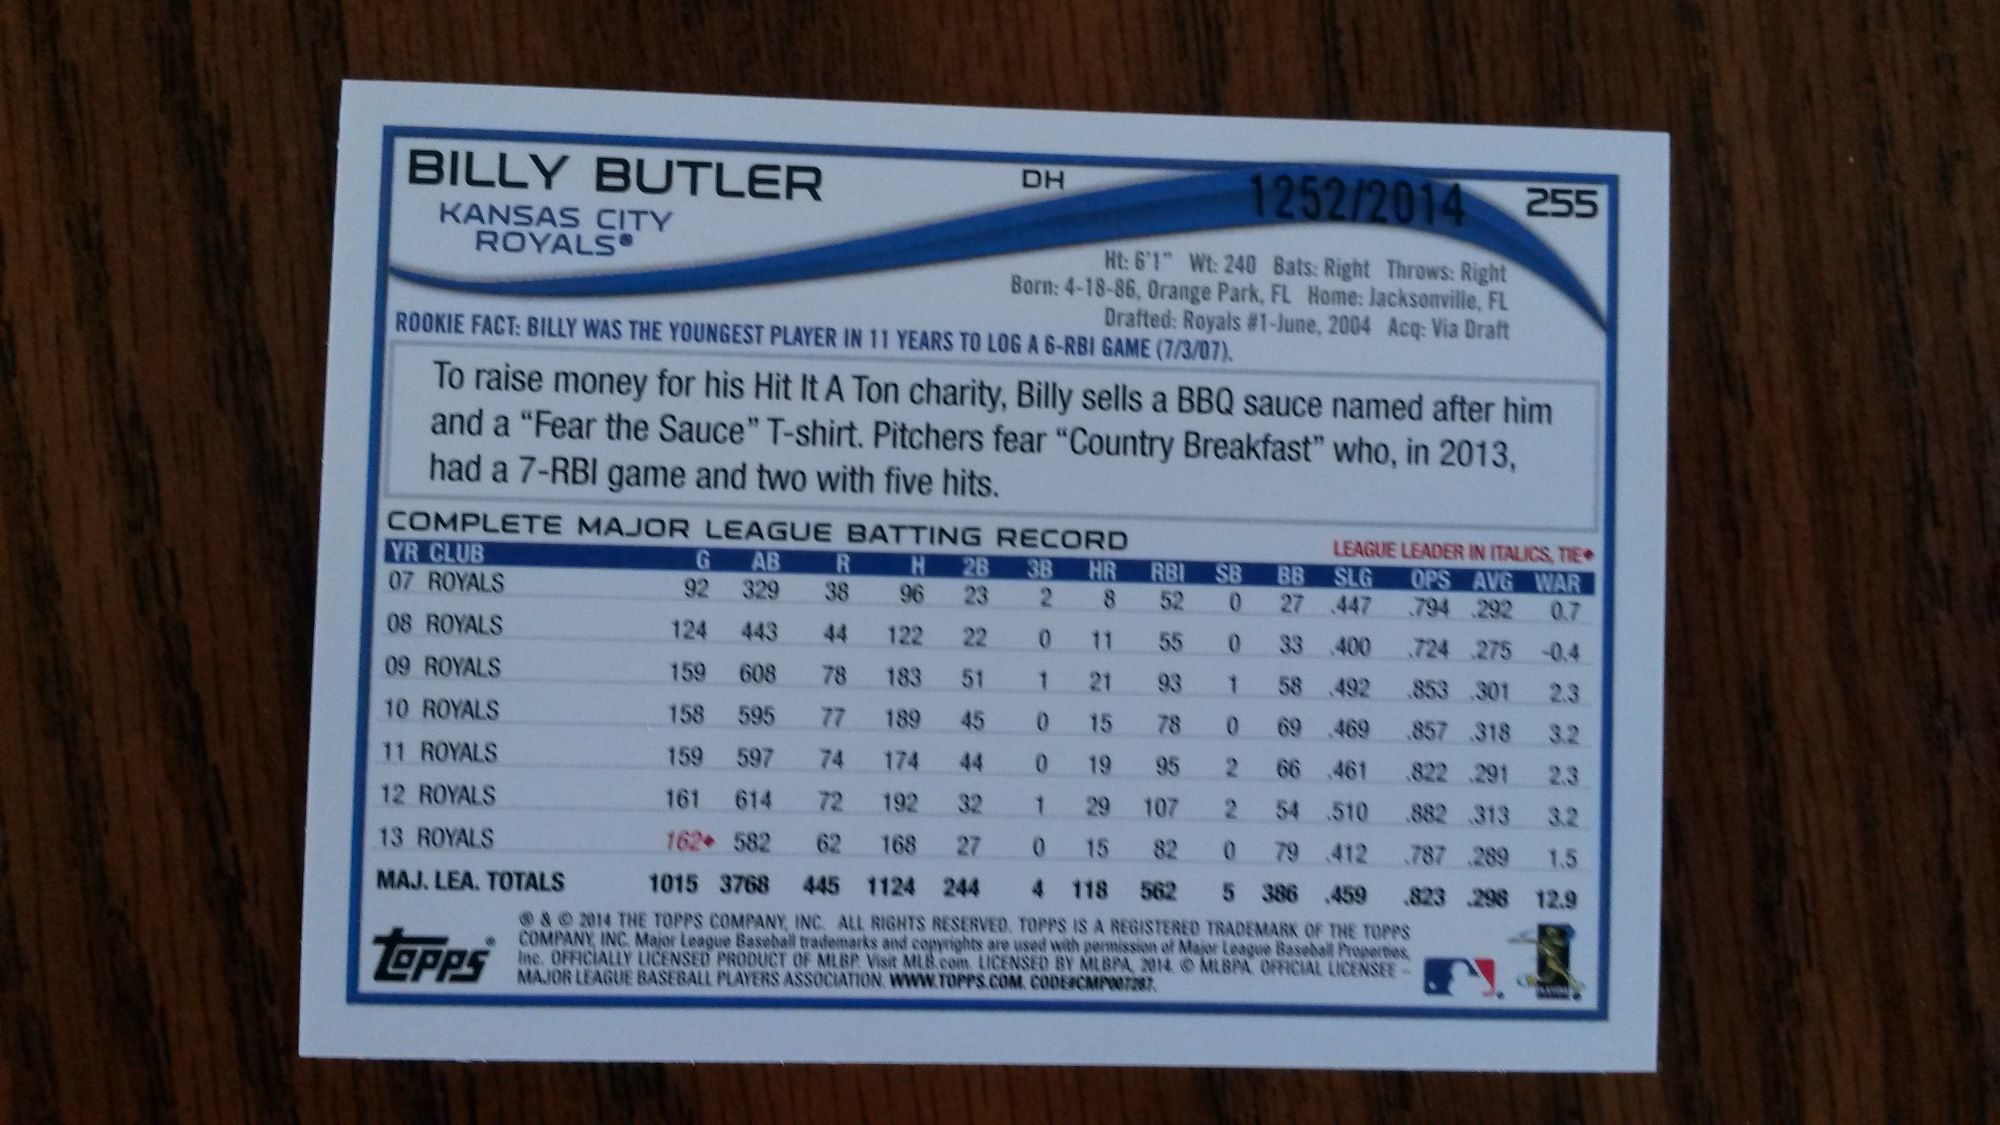 BILLY BUTLER DH 1252/2014 255
KANSAS CITY
ROYALS®
Ht: 6'1" Wt: 240 Bats: Right Throws: Right
Born: 4-18-86, Orange Park, FL Home: Jacksonville, FL
Drafted: Royals #1-June, 2004 Acq: Via Draft
ROOKIE FACT: BILLY WAS THE YOUNGEST PLAYER IN 11 YEARS TO LOG A 6-RBI GAME (7/3/07).
To raise money for his Hit It A Ton charity, Billy sells a BBQ sauce named after him
and a “Fear the Sauce” T-shirt. Pitchers fear “Country Breakfast” who, in 2013,
had a 7-RBI game and two with five hits.
COMPLETE MAJOR LEAGUE BATTING RECORD
LEAGUE LEADER IN ITALICS, TIE♦
YR CLUB G AB R H 2B 3B HR RBI SB BB SLG OPS AVG WAR
07 ROYALS 92 329 38 96 23 2 8 52 0 27 .447 .794 .292 0.7
08 ROYALS 124 443 44 122 22 0 11 55 0 33 .400 .724 .275 -0.4
09 ROYALS 159 608 78 183 51 1 21 93 1 58 .492 .853 .301 2.3
10 ROYALS 158 595 77 189 45 0 15 78 0 69 .469 .857 .318 3.2
11 ROYALS 159 597 74 174 44 0 19 95 2 66 .461 .822 .291 2.3
12 ROYALS 161 614 72 192 32 1 29 107 2 54 .510 .882 .313 3.2
13 ROYALS 162♦ 582 62 168 27 0 15 82 0 79 .412 .787 .289 1.5
MAJ. LEA. TOTALS 1015 3768 445 1124 244 4 118 562 5 386 .459 .823 .298 12.9
Topps®
® & © 2014 THE TOPPS COMPANY, INC. ALL RIGHTS RESERVED. TOPPS IS A REGISTERED TRADEMARK OF THE TOPPS
COMPANY, INC. Major League Baseball trademarks and copyrights are used with permission of Major League Baseball Properties,
Inc. OFFICIALLY LICENSED PRODUCT OF MLBP. Visit MLB.com. LICENSED BY MLBPA, 2014. © MLBPA. OFFICIAL LICENSEE –
MAJOR LEAGUE BASEBALL PLAYERS ASSOCIATION. WWW.TOPPS.COM. CODE#CMP007287.